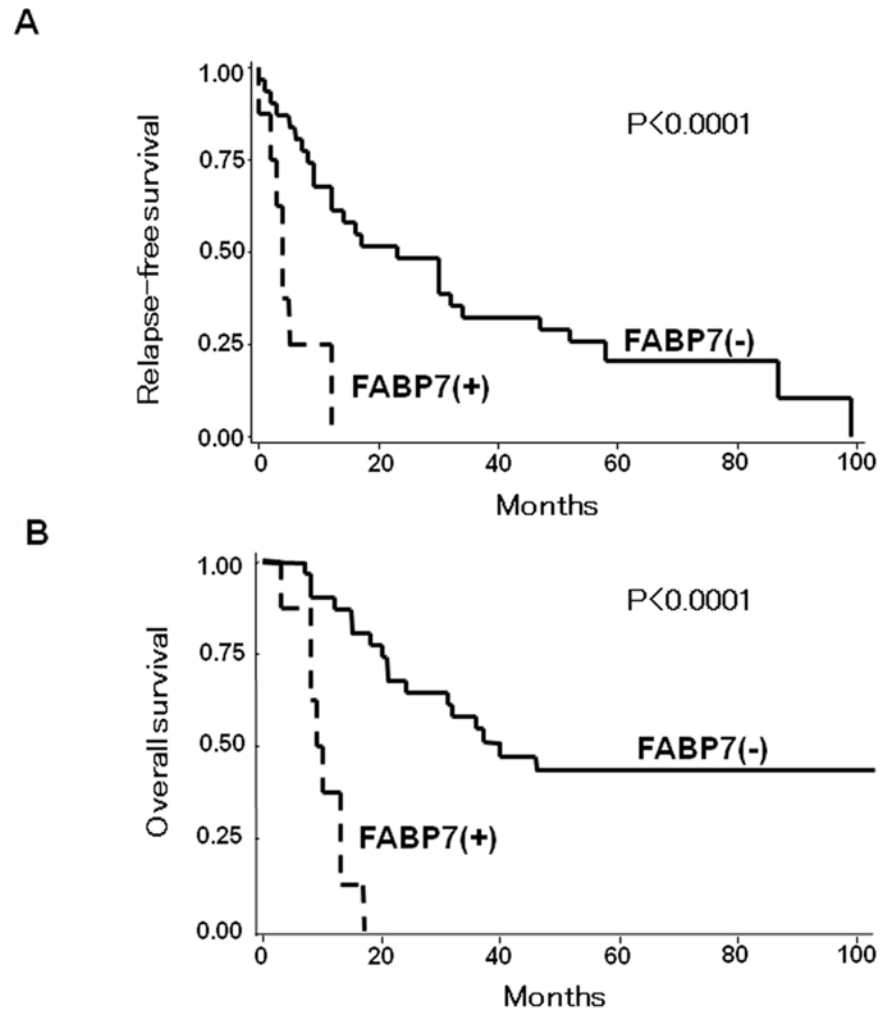 A
Relapse-free survival
1.00
0.75
0.50
0.25
0.00
P<0.0001
FABP7(-)
FABP7(+)
0 20 40 60 80 100
Months
B
Overall survival
1.00
0.75
0.50
0.25
0.00
P<0.0001
FABP7(-)
FABP7(+)
0 20 40 60 80 100
Months